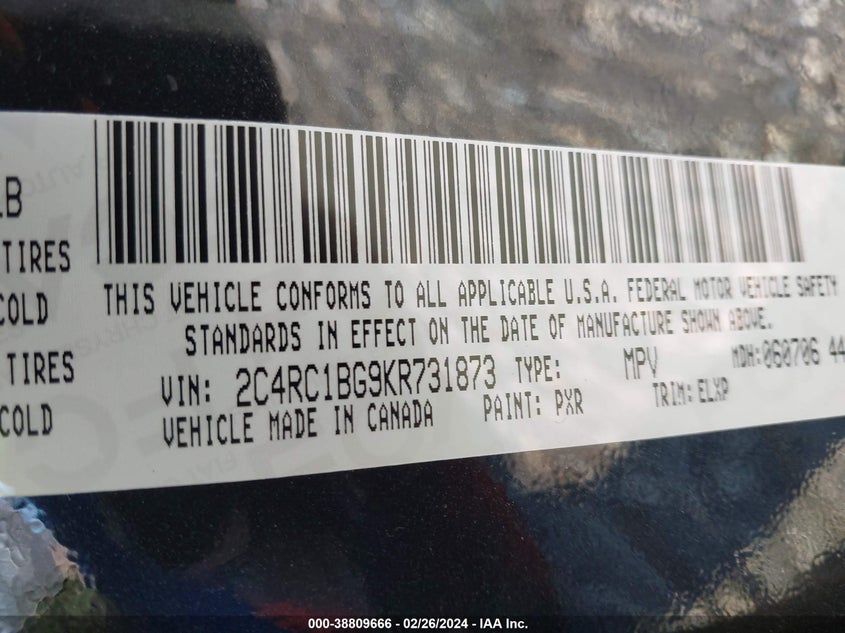 LB
TIRES
COLD
TIRES
COLD
THIS VEHICLE CONFORMS TO ALL APPLICABLE U.S.A. FEDERAL MOTOR VEHICLE SAFETY
STANDARDS IN EFFECT ON THE DATE OF MANUFACTURE SHOWN ABOVE.
VIN: 2C4RC1BG9KR731873 TYPE: MPV MDH:060706 44
VEHICLE MADE IN CANADA PAINT: PXR TRIM:ELXP
000-38809666 - 02/26/2024 - IAA Inc.